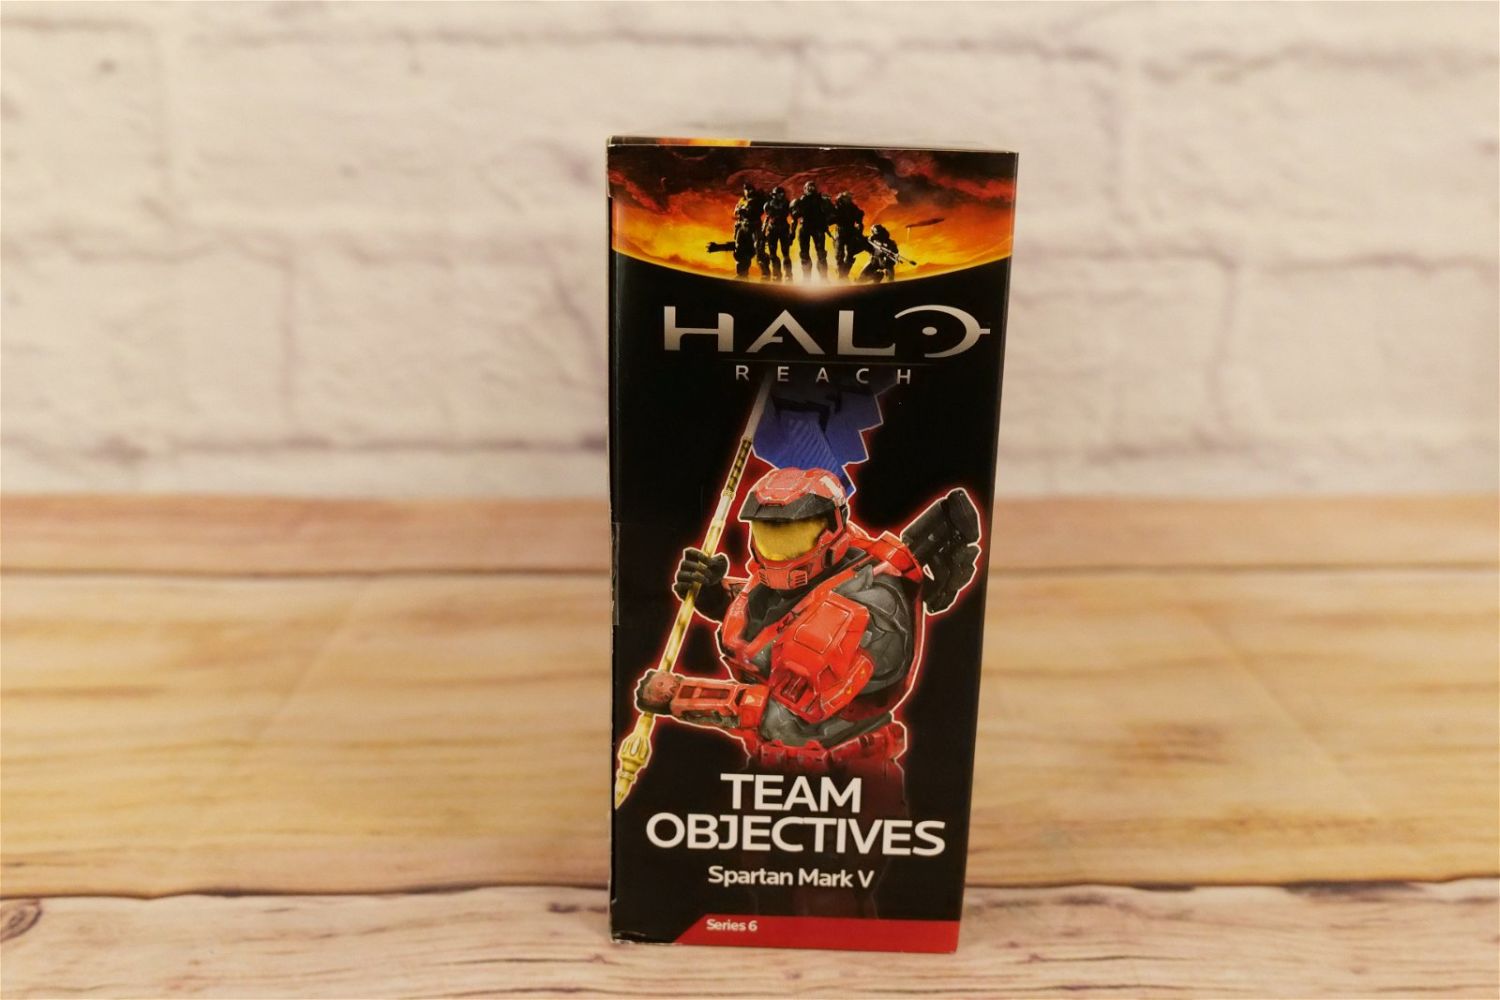 HALO
REACH
TEAM
OBJECTIVES
Spartan Mark V
Series 6